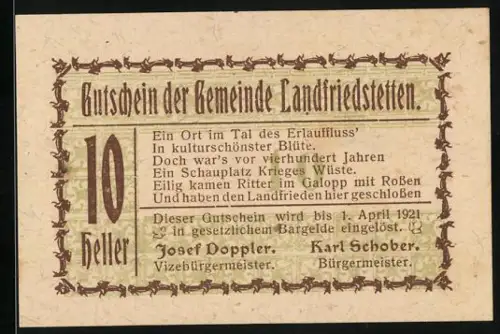 Gutschein der Gemeinde Landfriedstetten.
10
Heller
Ein Ort im Tal des Erlauffluss'
In kulturschönster Blüte.
Doch war's vor vierhundert Jahren
Ein Schauplatz Krieges Wüste.
Eilig kamen Ritter im Galopp mit Roßen
Und haben den Landfrieden hier geschloßen
Dieser Gutschein wird bis 1. April 1921
in gesetzlichem Bargelde eingelöst.
Josef Doppler. Karl Schober.
Vizebürgermeister. Bürgermeister.